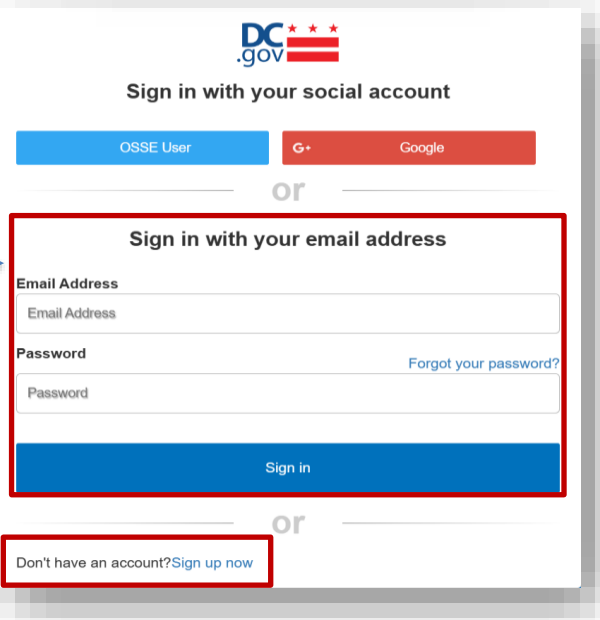 DC
.gov
Sign in with your social account
OSSE User
G+ Google
or
Sign in with your email address
Email Address
Email Address
Password
Forgot your password?
Password
Sign in
or
Don't have an account?Sign up now